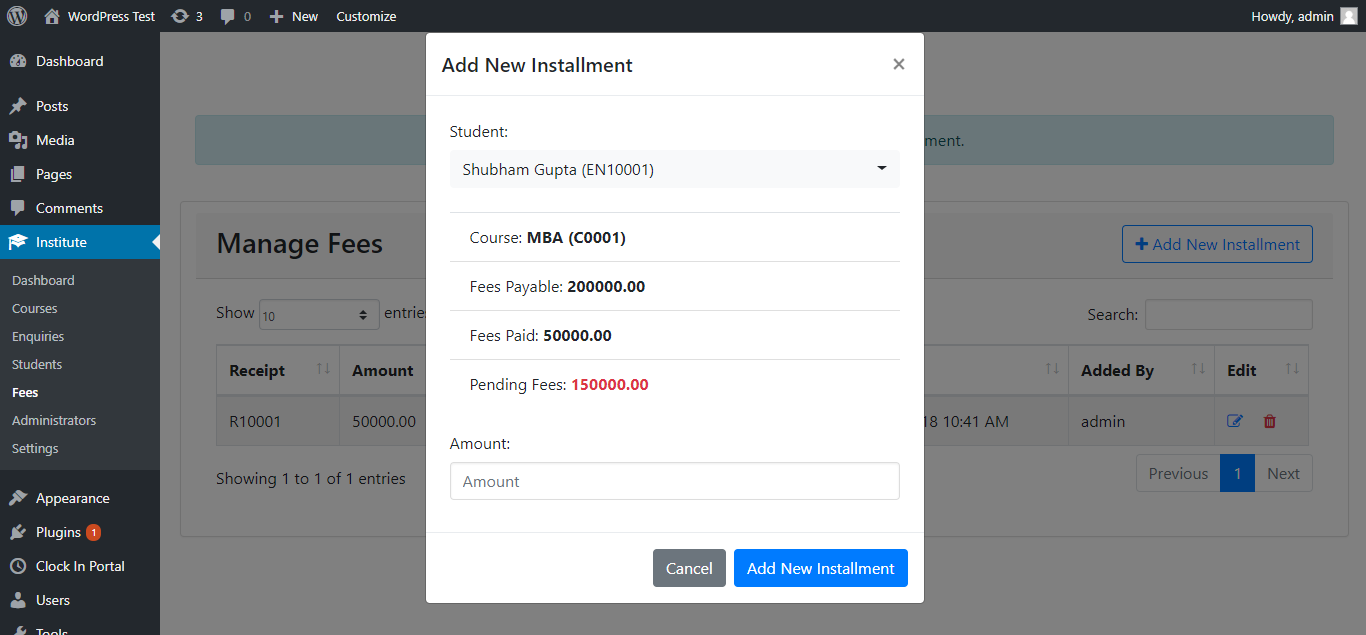 WordPress Test 3 0 New Customize Howdy, admin
Dashboard
Posts
Media
Pages
Comments
Institute
Dashboard
Courses
Enquiries
Students
Fees
Administrators
Settings
Appearance
Plugins 1
Clock In Portal
Users
Tools
ment.
Manage Fees
Add New Installment
Show 10 entries
Search:
Receipt Amount Added By Edit
R10001 50000.00 18 10:41 AM admin
Showing 1 to 1 of 1 entries
Previous 1 Next
Add New Installment ×
Student:
Shubham Gupta (EN10001)
Course: MBA (C0001)
Fees Payable: 200000.00
Fees Paid: 50000.00
Pending Fees: 150000.00
Amount:
Amount
Cancel Add New Installment